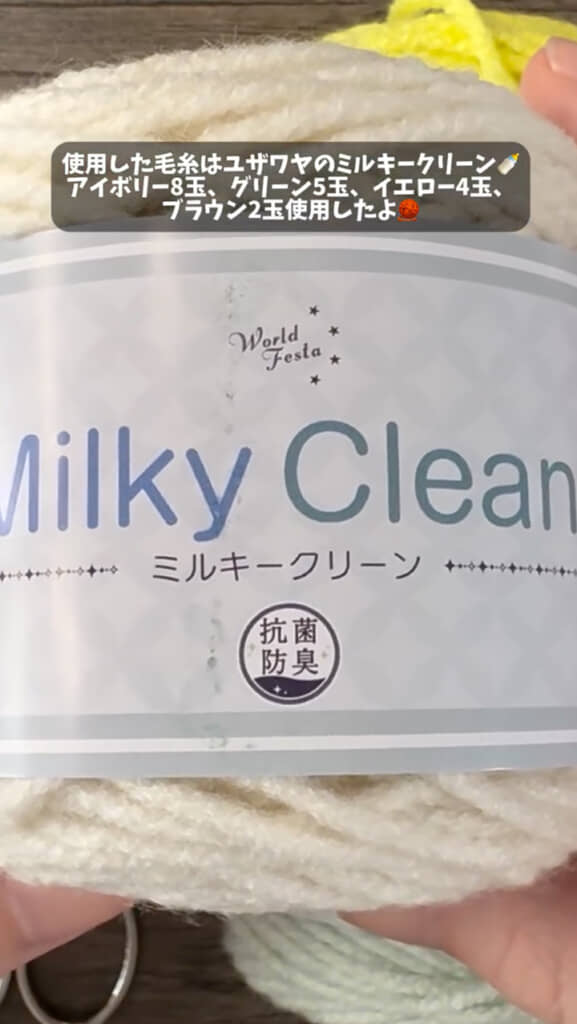 使用した毛糸はユザワヤのミルキークリーン🍼
アイボリー8玉、グリーン5玉、イエロー4玉、
ブラウン2玉使用したよ🧶
World
Festa
Milky Clean
ミルキークリーン
抗菌
防臭